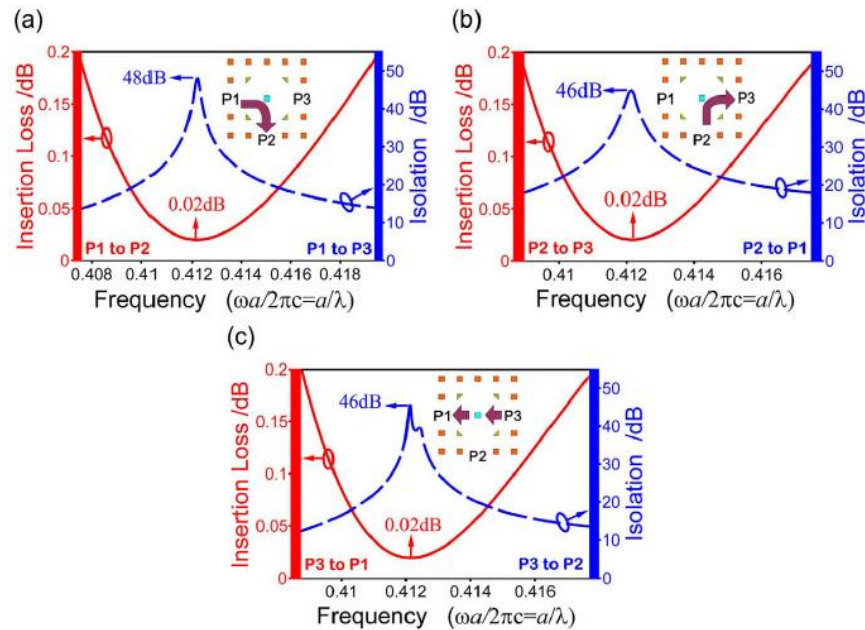 (a)
0.2
0.15
0.1
0.05
0
Insertion Loss /dB
48dB
P1
P3
P2
0.02dB
P1 to P2
P1 to P3
50
40
30
20
10
0
Isolation /dB
0.408
0.41
0.412
0.414
0.416
0.418
Frequency (ωa/2πc=a/λ)
(b)
0.2
0.15
0.1
0.05
0
Insertion Loss /dB
46dB
P1
P3
P2
0.02dB
P2 to P3
P2 to P1
50
40
30
20
10
0
Isolation /dB
0.41
0.412
0.414
0.416
Frequency (ωa/2πc=a/λ)
(c)
0.2
0.15
0.1
0.05
0
Insertion Loss /dB
46dB
P1
P3
P2
0.02dB
P3 to P1
P3 to P2
50
40
30
20
10
0
Isolation /dB
0.41
0.412
0.414
0.416
Frequency (ωa/2πc=a/λ)